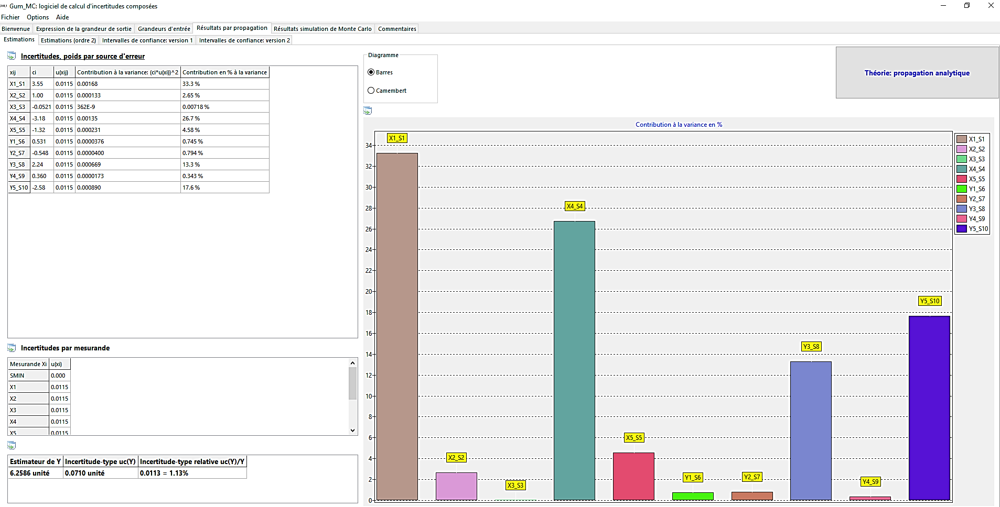 Gum_MC: logiciel de calcul d'incertitudes composées
Fichier Options Aide
Bienvenue Expression de la grandeur de sortie Grandeurs d'entrée Résultats par propagation Résultats simulation de Monte Carlo Commentaires
Estimations Estimations (ordre 2) Intervalles de confiance: version 1 Intervalles de confiance: version 2
Incertitudes, poids par source d'erreur
xij ci u(xij) Contribution à la variance: (ci*u(xi))^2 Contribution en % à la variance
X1_S1 3.55 0.0115 0.00168 33.3 %
X2_S2 1.00 0.0115 0.000133 2.65 %
X3_S3 -0.0521 0.0115 362E-9 0.00718 %
X4_S4 -3.18 0.0115 0.00135 26.7 %
X5_S5 -1.32 0.0115 0.000231 4.58 %
Y1_S6 0.531 0.0115 0.0000376 0.745 %
Y2_S7 -0.548 0.0115 0.0000400 0.794 %
Y3_S8 2.24 0.0115 0.000669 13.3 %
Y4_S9 0.360 0.0115 0.0000173 0.343 %
Y5_S10 -2.58 0.0115 0.000890 17.6 %
Incertitudes par mesurande
Mesurande Xi u(xi)
SMIN 0.000
X1 0.0115
X2 0.0115
X3 0.0115
X4 0.0115
X5 0.0115
Estimateur de Y Incertitude-type uc(Y) Incertitude-type relative uc(Y)/Y
6.2586 unité 0.0710 unité 0.0113 = 1.13%
Diagramme
Barres
Camembert
Théorie: propagation analytique
Contribution à la variance en %
34
32
30
28
26
24
22
20
18
16
14
12
10
8
6
4
2
0
X1_S1
X2_S2
X3_S3
X4_S4
X5_S5
Y1_S6
Y2_S7
Y3_S8
Y4_S9
Y5_S10
X1_S1
X2_S2
X3_S3
X4_S4
X5_S5
Y1_S6
Y2_S7
Y3_S8
Y4_S9
Y5_S10